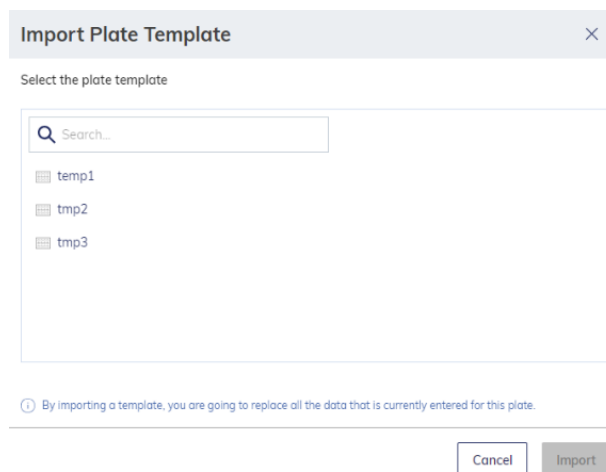 Import Plate Template
Select the plate template
Search...
temp1
tmp2
tmp3
By importing a template, you are going to replace all the data that is currently entered for this plate.
Cancel
Import